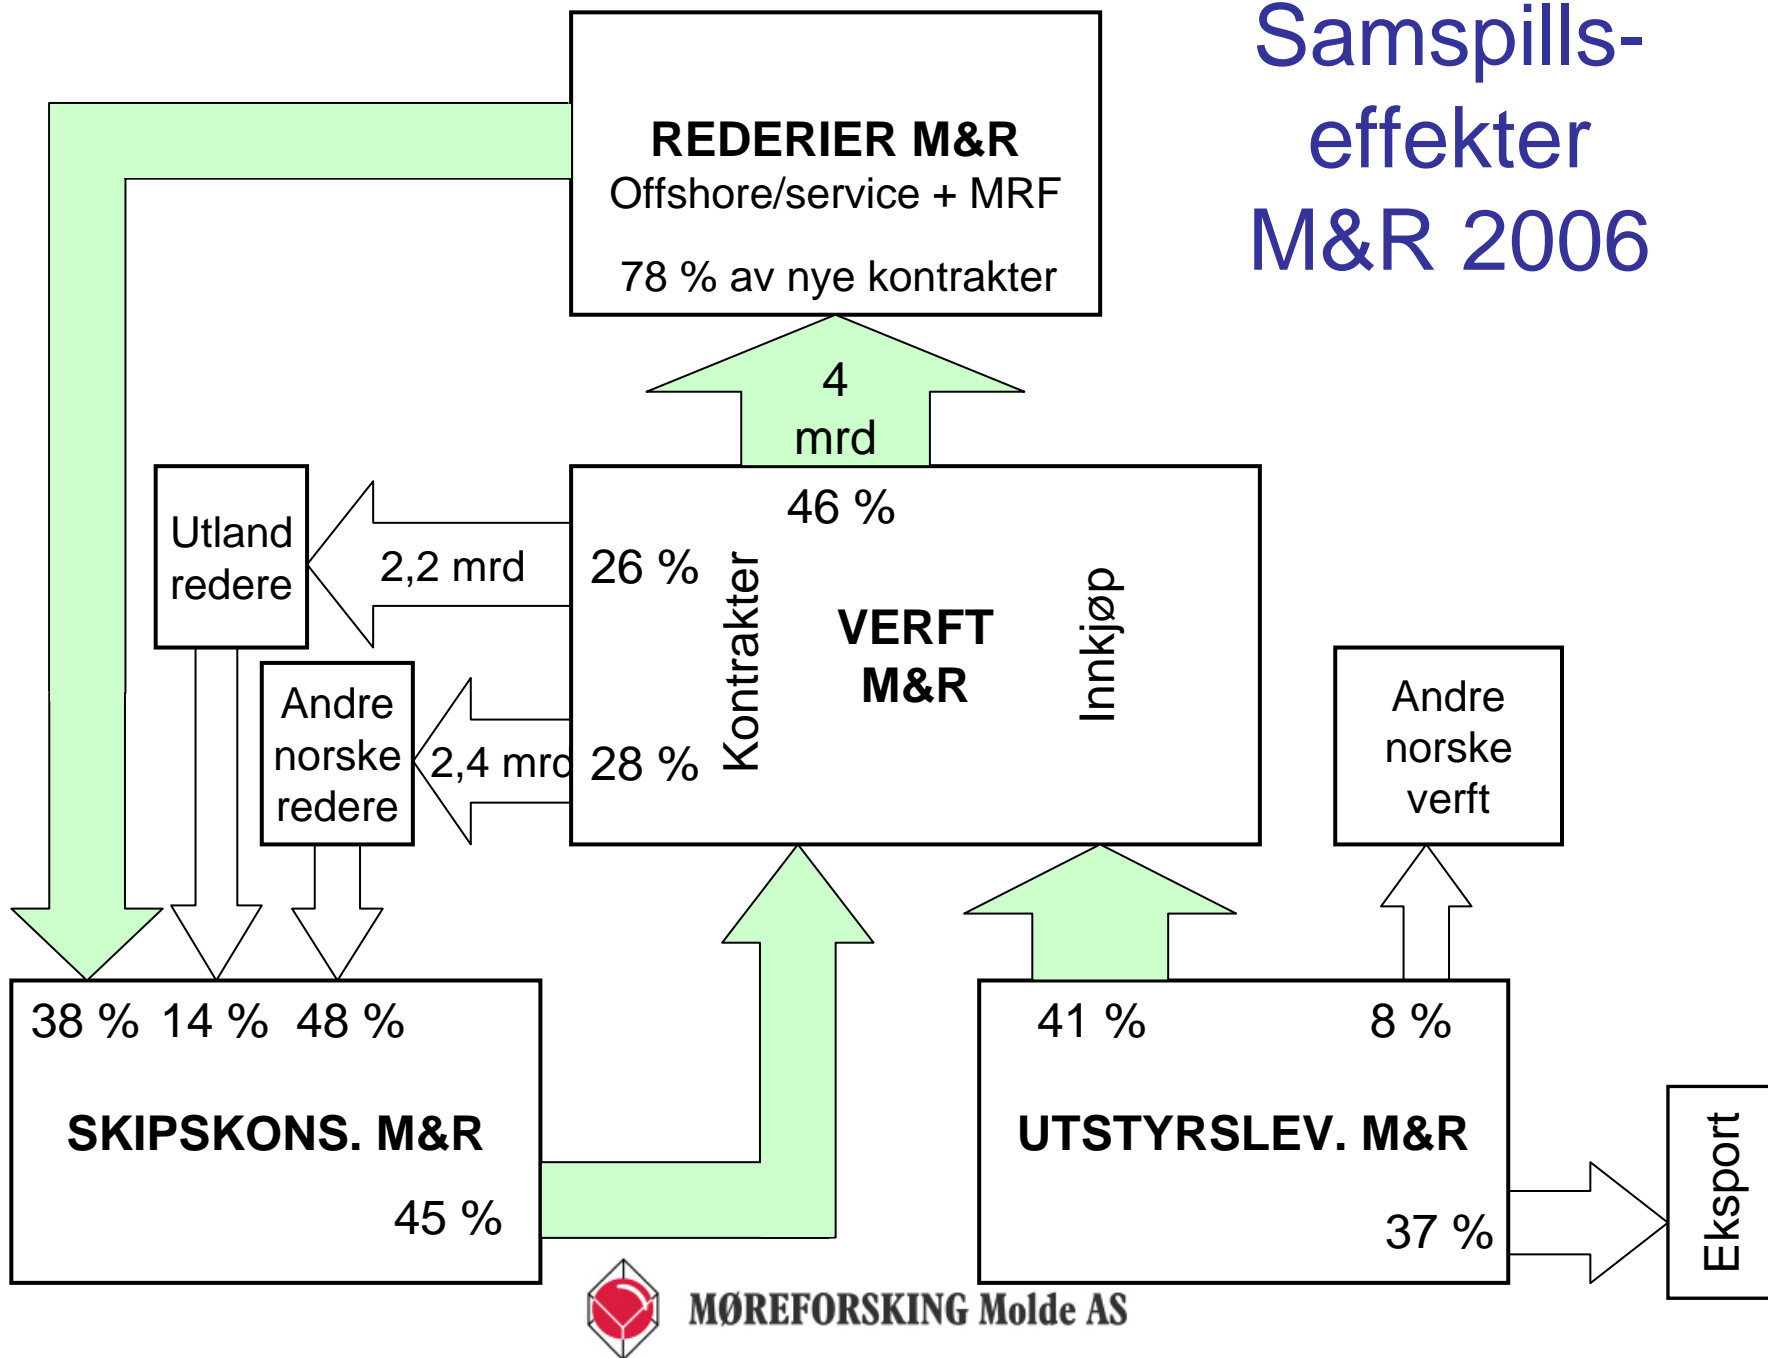 Samspills-
effekter
M&R 2006
REDERIER M&R
Offshore/service + MRF
78 % av nye kontrakter
4
mrd
46 %
Utland
redere
2,2 mrd
26 %
Kontrakter
VERFT
M&R
Innkjøp
Andre
norske
redere
2,4 mrd
28 %
Andre
norske
verft
38 % 14 % 48 %
SKIPSKONS. M&R
45 %
41 %
8 %
UTSTYRSLEV. M&R
37 %
Eksport
MØREFORSKING Molde AS